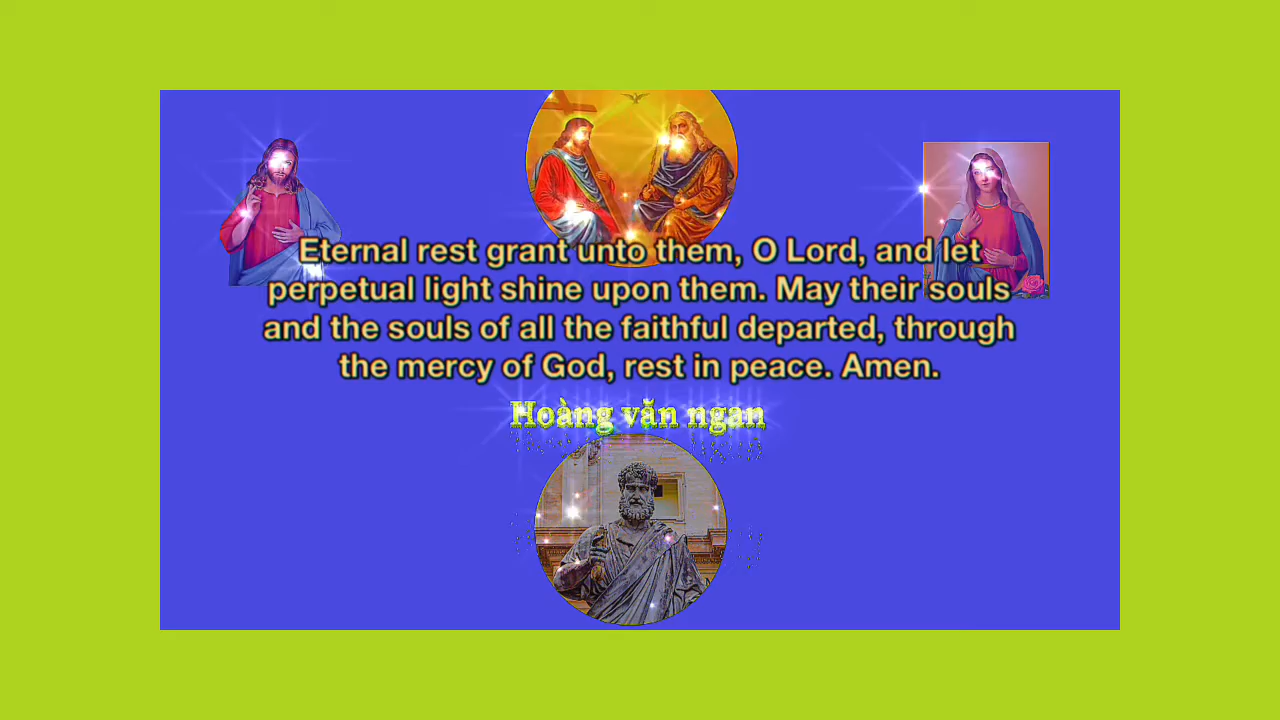 Eternal rest grant unto them, O Lord, and let
perpetual light shine upon them. May their souls
and the souls of all the faithful departed, through
the mercy of God, rest in peace. Amen.
Hoàng văn ngan